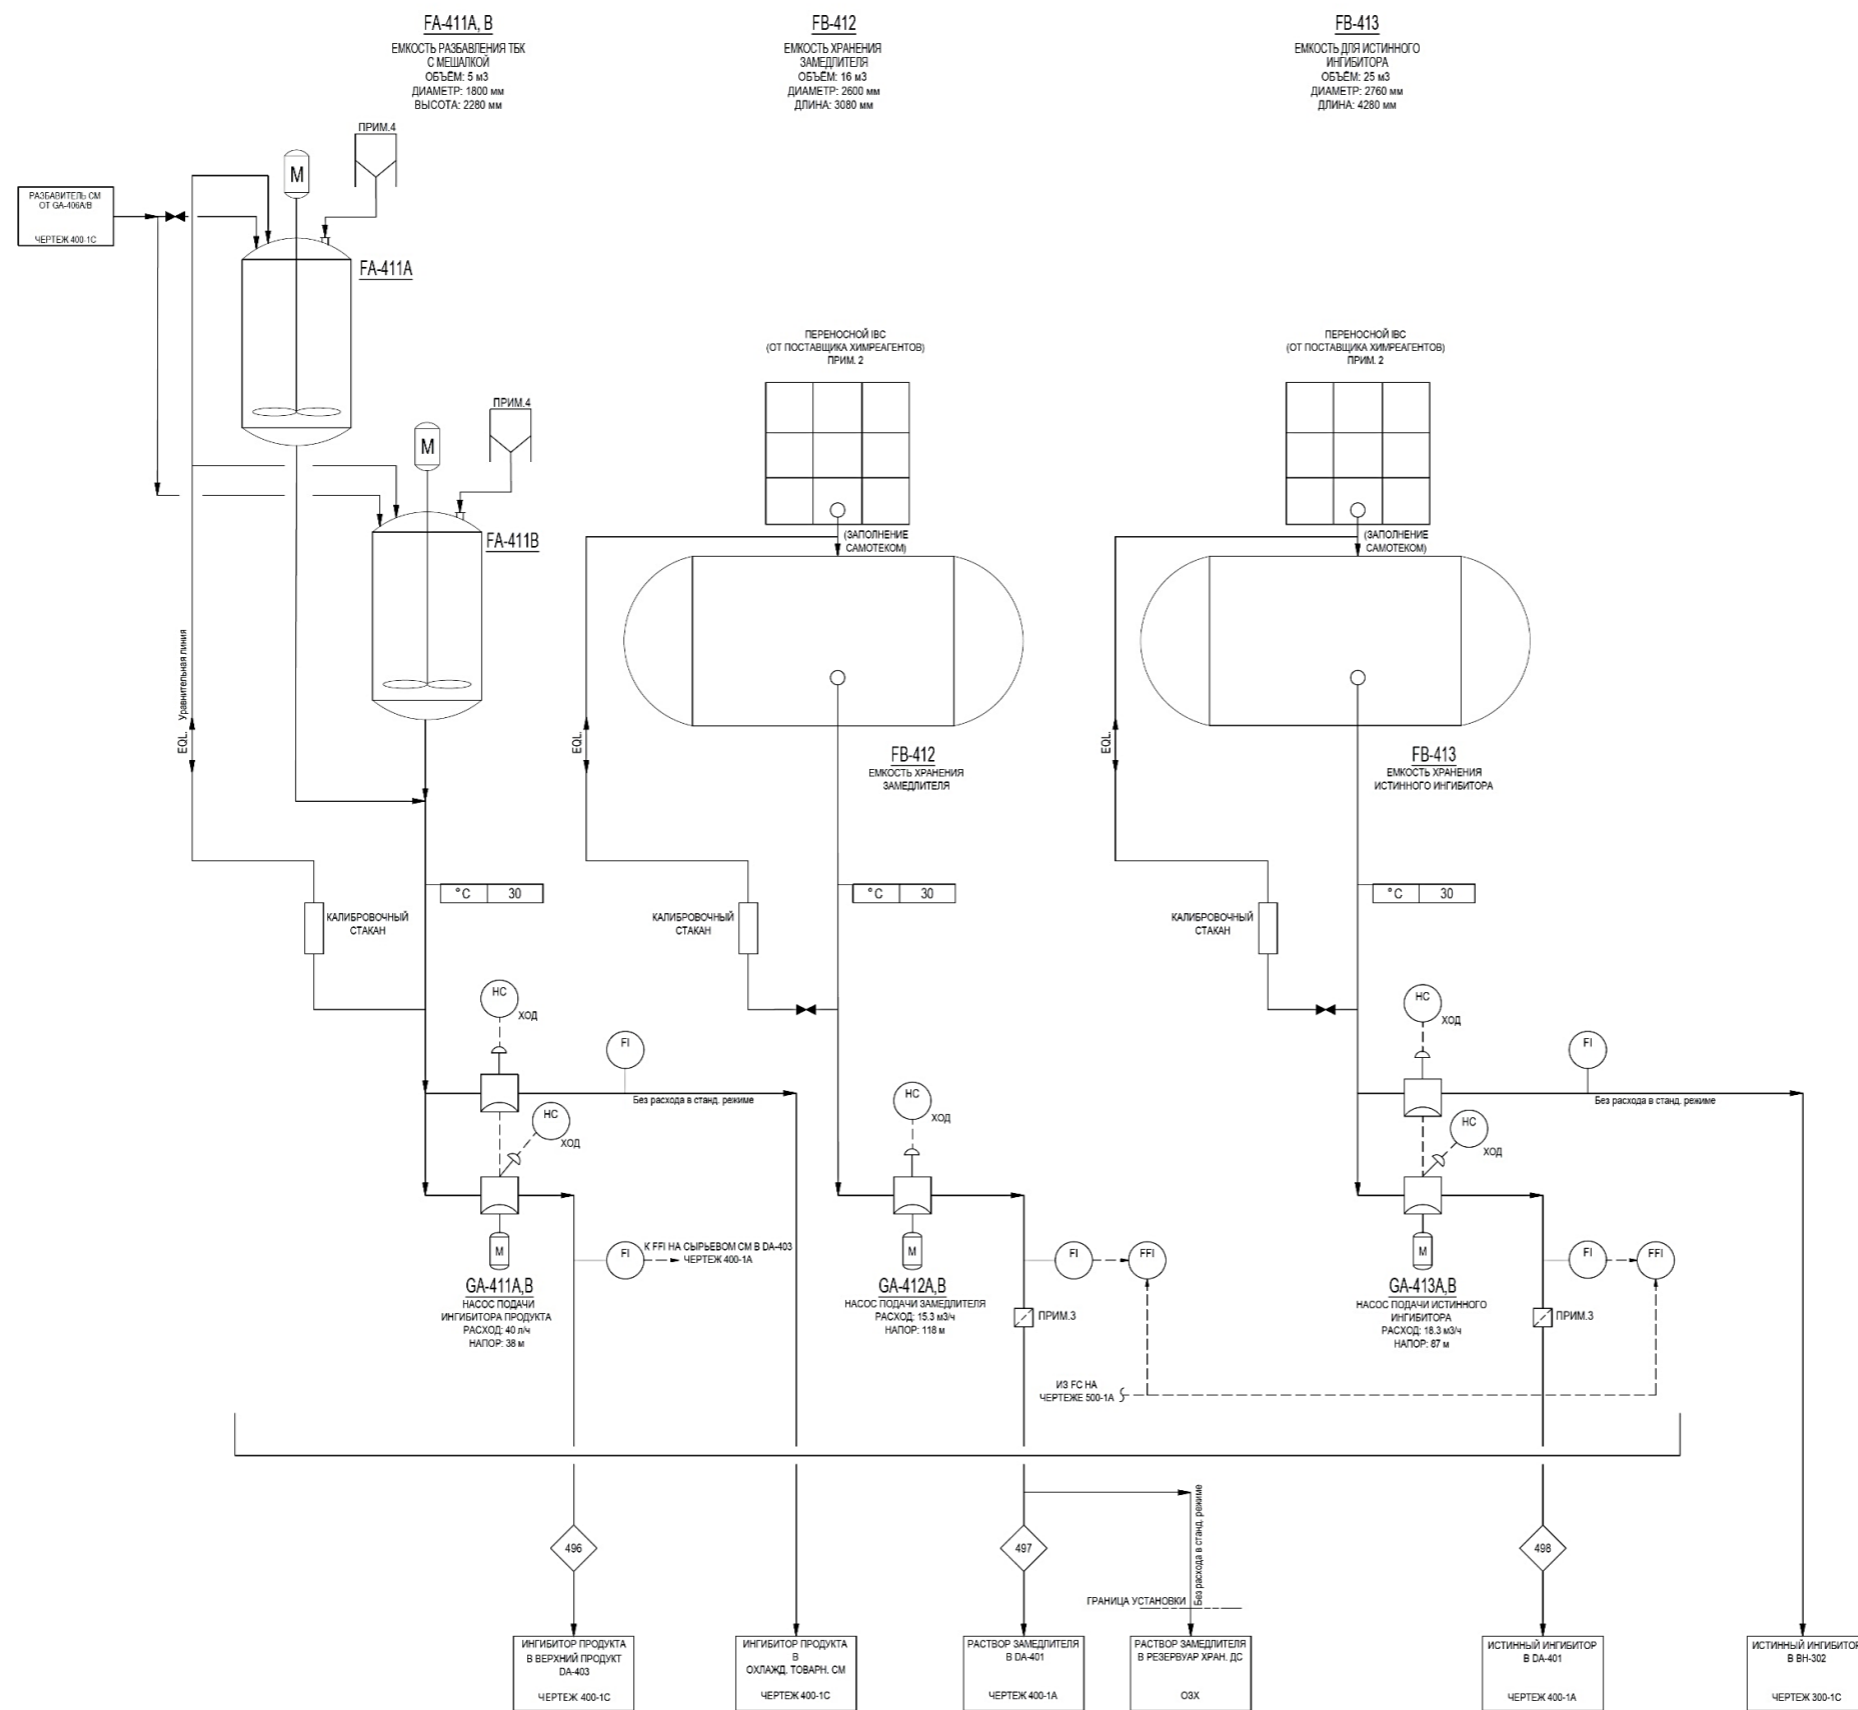 FA-411A, B
ЕМКОСТЬ РАЗБАВЛЕНИЯ ТБК
С МЕШАЛКОЙ
ОБЪЁМ: 5 м3
ДИАМЕТР: 1800 мм
ВЫСОТА: 2280 мм
FB-412
ЕМКОСТЬ ХРАНЕНИЯ
ЗАМЕДЛИТЕЛЯ
ОБЪЁМ: 16 м3
ДИАМЕТР: 2600 мм
ДЛИНА: 3080 мм
FB-413
ЕМКОСТЬ ДЛЯ ИСТИННОГО
ИНГИБИТОРА
ОБЪЁМ: 25 м3
ДИАМЕТР: 2760 мм
ДЛИНА: 4280 мм
ПРИМ.4
M
РАЗБАВИТЕЛЬ СМ
ОТ GA-406A/B
ЧЕРТЕЖ 400-1С
FA-411A
ПРИМ.4
M
FA-411B
ПЕРЕНОСНОЙ IBC
(ОТ ПОСТАВЩИКА ХИМРЕАГЕНТОВ)
ПРИМ. 2
ПЕРЕНОСНОЙ IBC
(ОТ ПОСТАВЩИКА ХИМРЕАГЕНТОВ)
ПРИМ. 2
(ЗАПОЛНЕНИЕ
САМОТЕКОМ)
(ЗАПОЛНЕНИЕ
САМОТЕКОМ)
Уравнительная линия
EQL.
EQL.
EQL.
FB-412
ЕМКОСТЬ ХРАНЕНИЯ
ЗАМЕДЛИТЕЛЯ
FB-413
ЕМКОСТЬ ХРАНЕНИЯ
ИСТИННОГО ИНГИБИТОРА
°C 30
°C 30
°C 30
КАЛИБРОВОЧНЫЙ
СТАКАН
КАЛИБРОВОЧНЫЙ
СТАКАН
КАЛИБРОВОЧНЫЙ
СТАКАН
HC
ХОД
FI
Без расхода в станд. режиме
HC
ХОД
M
GA-411A,B
НАСОС ПОДАЧИ
ИНГИБИТОРА ПРОДУКТА
РАСХОД: 40 л/ч
НАПОР: 38 м
FI
К FFI НА СЫРЬЕВОМ СМ В DA-403
ЧЕРТЕЖ 400-1А
HC
ХОД
M
GA-412A,B
НАСОС ПОДАЧИ ЗАМЕДЛИТЕЛЯ
РАСХОД: 15.3 м3/ч
НАПОР: 118 м
FI
FFI
ПРИМ.3
HC
ХОД
FI
Без расхода в станд. режиме
HC
ХОД
M
GA-413A,B
НАСОС ПОДАЧИ ИСТИННОГО
ИНГИБИТОРА
РАСХОД: 18.3 м3/ч
НАПОР: 87 м
FI
FFI
ПРИМ.3
ИЗ FC НА
ЧЕРТЕЖЕ 500-1А
496
497
498
Без расхода в станд. режиме
ГРАНИЦА УСТАНОВКИ
ИНГИБИТОР ПРОДУКТА
В ВЕРХНИЙ ПРОДУКТ
DA-403
ЧЕРТЕЖ 400-1С
ИНГИБИТОР ПРОДУКТА
В
ОХЛАЖД. ТОВАРН. СМ
ЧЕРТЕЖ 400-1С
РАСТВОР ЗАМЕДЛИТЕЛЯ
В DA-401
ЧЕРТЕЖ 400-1А
РАСТВОР ЗАМЕДЛИТЕЛЯ
В РЕЗЕРВУАР ХРАН. ДС
ОЗХ
ИСТИННЫЙ ИНГИБИТОР
В DA-401
ЧЕРТЕЖ 400-1А
ИСТИННЫЙ ИНГИБИТОР
В BH-302
ЧЕРТЕЖ 300-1С